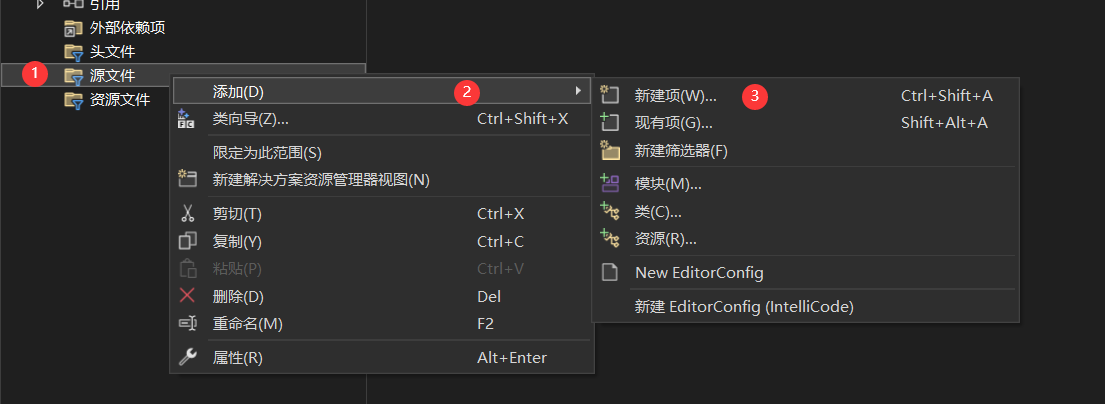 引用
外部依赖项
头文件
1 源文件
资源文件
添加(D) 2
类向导(Z)... Ctrl+Shift+X
限定为此范围(S)
新建解决方案资源管理器视图(N)
剪切(T) Ctrl+X
复制(Y) Ctrl+C
粘贴(P) Ctrl+V
删除(D) Del
重命名(M) F2
属性(R) Alt+Enter
新建项(W)... 3 Ctrl+Shift+A
现有项(G)... Shift+Alt+A
新建筛选器(F)
模块(M)...
类(C)...
资源(R)...
New EditorConfig
新建 EditorConfig (IntelliCode)